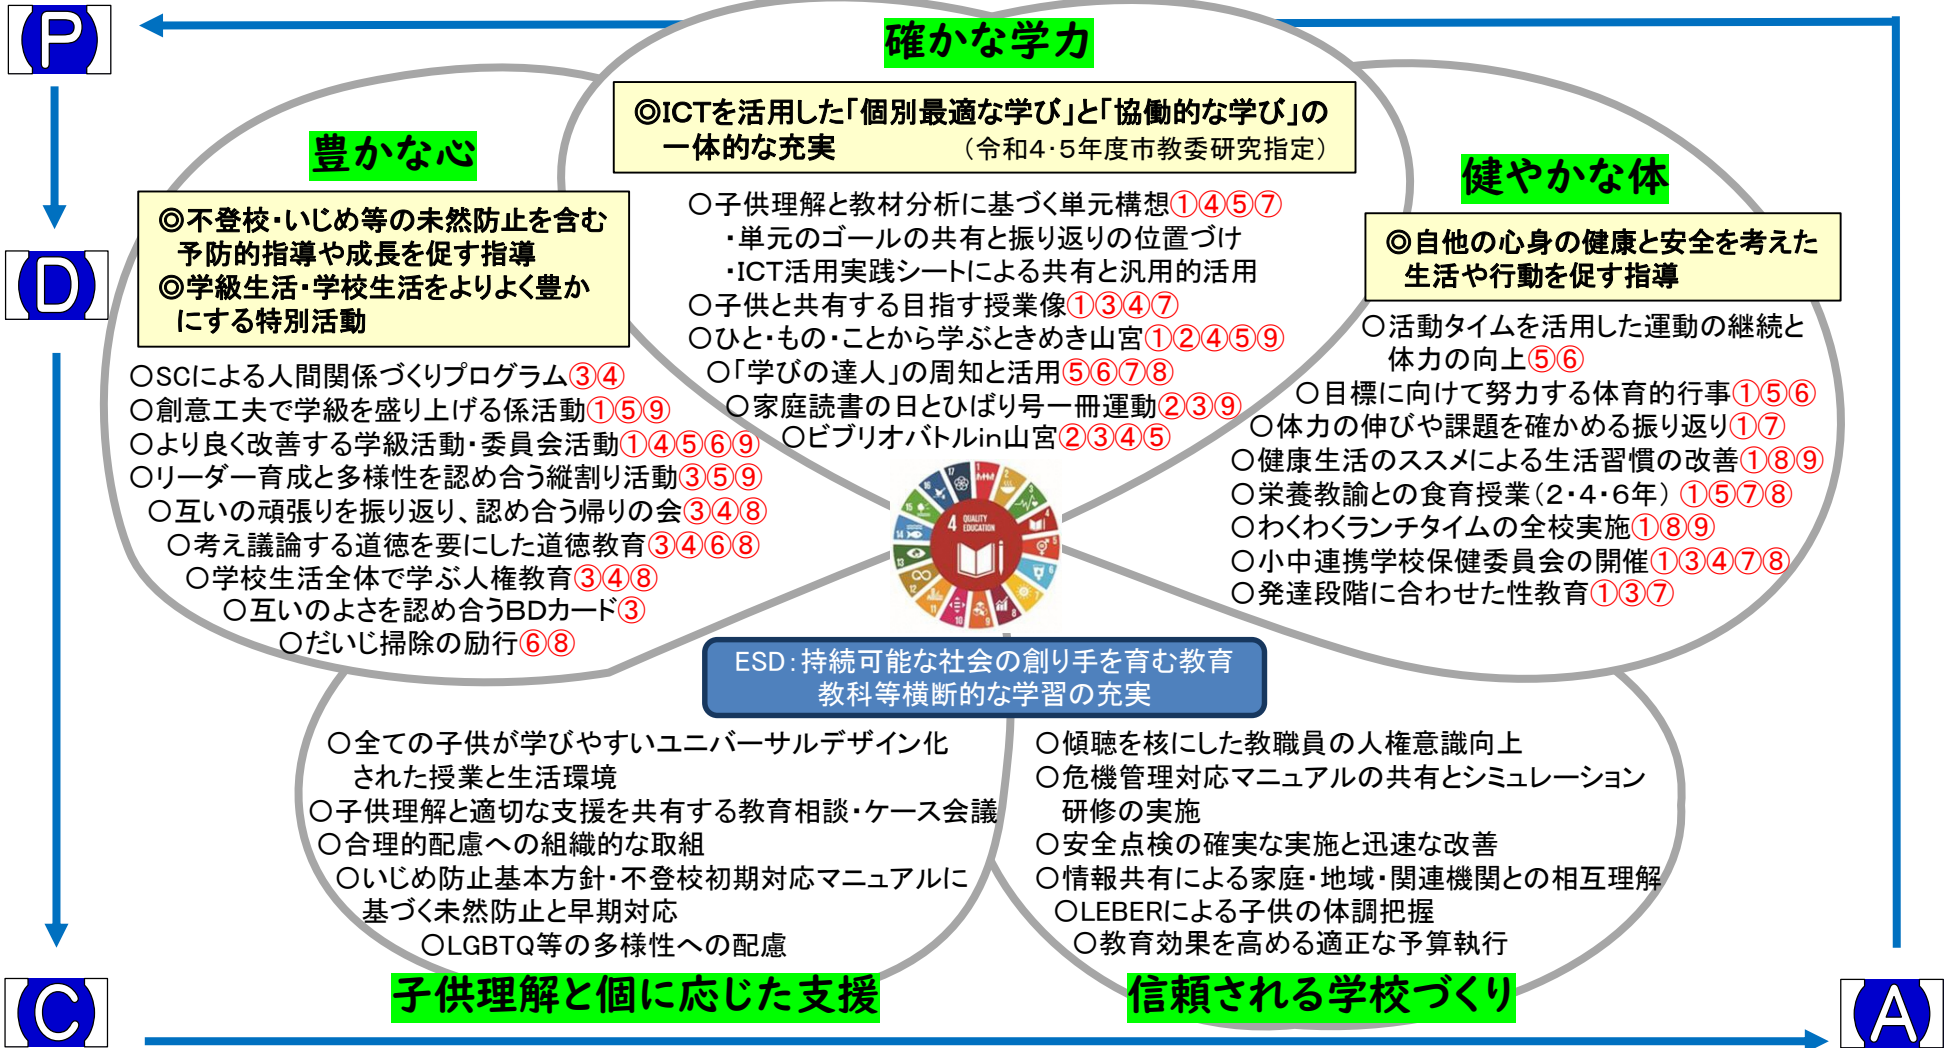 P
D
C
A
確かな学力
◎ICTを活用した「個別最適な学び」と「協働的な学び」の
一体的な充実 （令和4・5年度市教委研究指定）
○子供理解と教材分析に基づく単元構想①④⑤⑦
・単元のゴールの共有と振り返りの位置づけ
・ICT活用実践シートによる共有と汎用的活用
○子供と共有する目指す授業像①③④⑦
○ひと・もの・ことから学ぶときめき山宮①②④⑤⑨
○「学びの達人」の周知と活用⑤⑥⑦⑧
○家庭読書の日とひばり号一冊運動②③⑨
○ビブリオバトルin山宮②③④⑤
豊かな心
◎不登校・いじめ等の未然防止を含む
予防的指導や成長を促す指導
◎学級生活・学校生活をよりよく豊か
にする特別活動
○SCによる人間関係づくりプログラム③④
○創意工夫で学級を盛り上げる係活動①⑤⑨
○より良く改善する学級活動・委員会活動①④⑤⑥⑨
○リーダー育成と多様性を認め合う縦割り活動③⑤⑨
○互いの頑張りを振り返り、認め合う帰りの会③④⑧
○考え議論する道徳を要にした道徳教育③④⑥⑧
○学校生活全体で学ぶ人権教育③④⑧
○互いのよさを認め合うBDカード③
○だいじ掃除の励行⑥⑧
健やかな体
◎自他の心身の健康と安全を考えた
生活や行動を促す指導
○活動タイムを活用した運動の継続と
体力の向上⑤⑥
○目標に向けて努力する体育的行事①⑤⑥
○体力の伸びや課題を確かめる振り返り①⑦
○健康生活のススメによる生活習慣の改善①⑧⑨
○栄養教諭との食育授業（2・4・6年）①⑤⑦⑧
○わくわくランチタイムの全校実施①⑧⑨
○小中連携学校保健委員会の開催①③④⑦⑧
○発達段階に合わせた性教育①③⑦
4 QUALITY
EDUCATION
ESD：持続可能な社会の創り手を育む教育
教科等横断的な学習の充実
○全ての子供が学びやすいユニバーサルデザイン化
された授業と生活環境
○子供理解と適切な支援を共有する教育相談・ケース会議
○合理的配慮への組織的な取組
○いじめ防止基本方針・不登校初期対応マニュアルに
基づく未然防止と早期対応
○LGBTQ等の多様性への配慮
子供理解と個に応じた支援
○傾聴を核にした教職員の人権意識向上
○危機管理対応マニュアルの共有とシミュレーション
研修の実施
○安全点検の確実な実施と迅速な改善
○情報共有による家庭・地域・関連機関との相互理解
○LEBERによる子供の体調把握
○教育効果を高める適正な予算執行
信頼される学校づくり